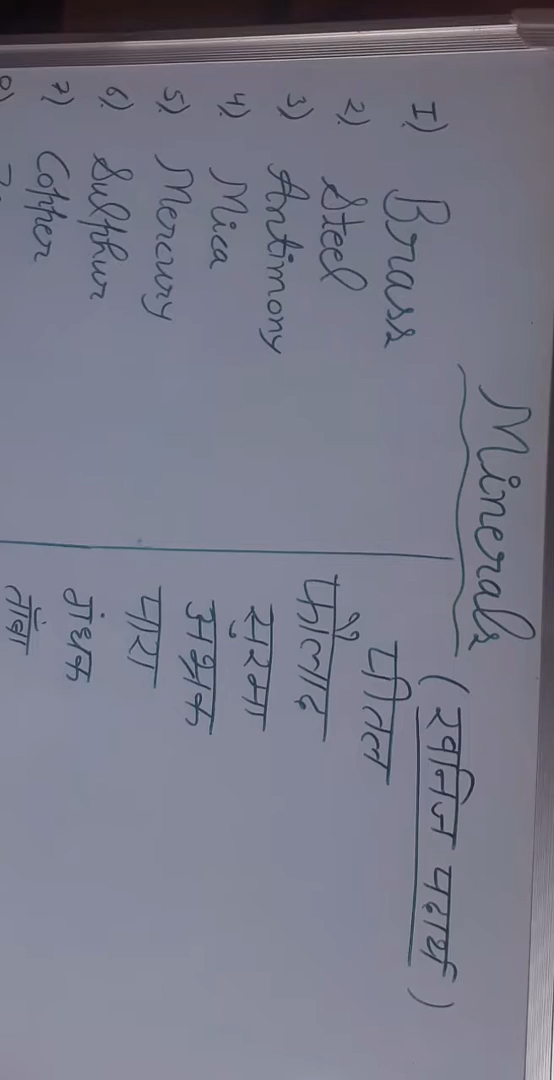 Minerals (खनिज पदार्थ)
1) Brass पीतल
2) Steel फौलाद
3) Antimony सुरमा
4) Mica अभ्रक
5) Mercury पारा
6) Sulphur गंधक
7) Copper ताँबा
8)